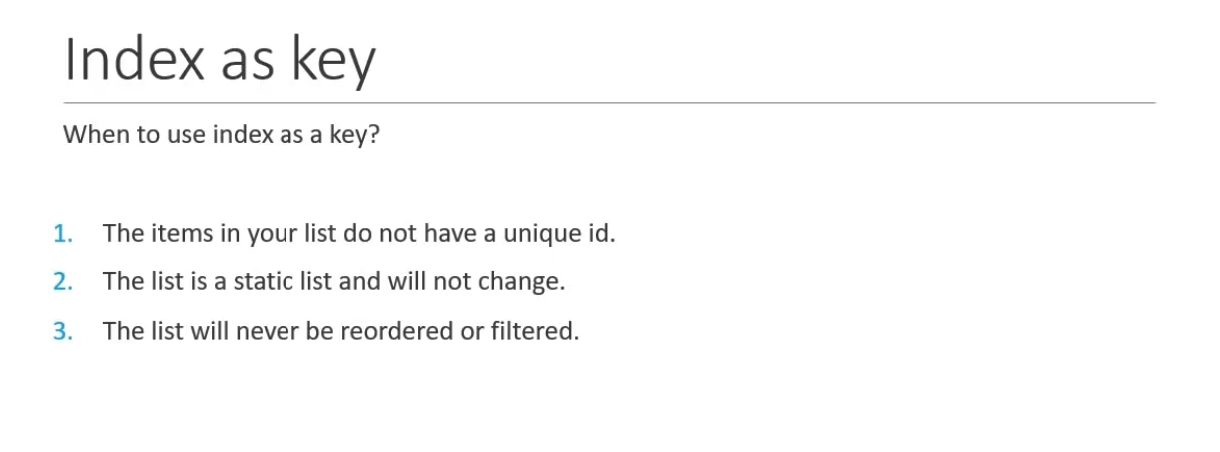 Index as key
When to use index as a key?
1. The items in your list do not have a unique id.
2. The list is a static list and will not change.
3. The list will never be reordered or filtered.